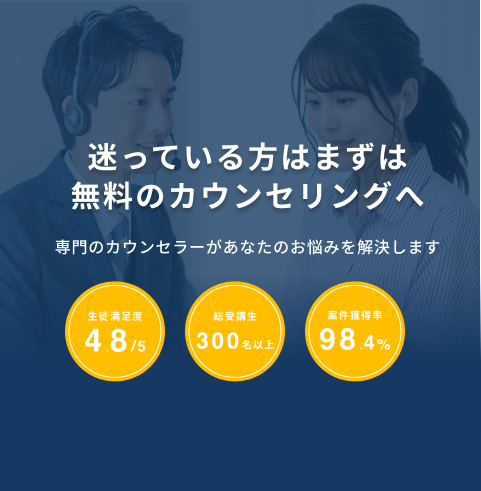 迷っている方はまずは
無料のカウンセリングへ
専門のカウンセラーがあなたのお悩みを解決します
生徒満足度
4.8/5
総受講生
300名以上
案件獲得率
98.4%